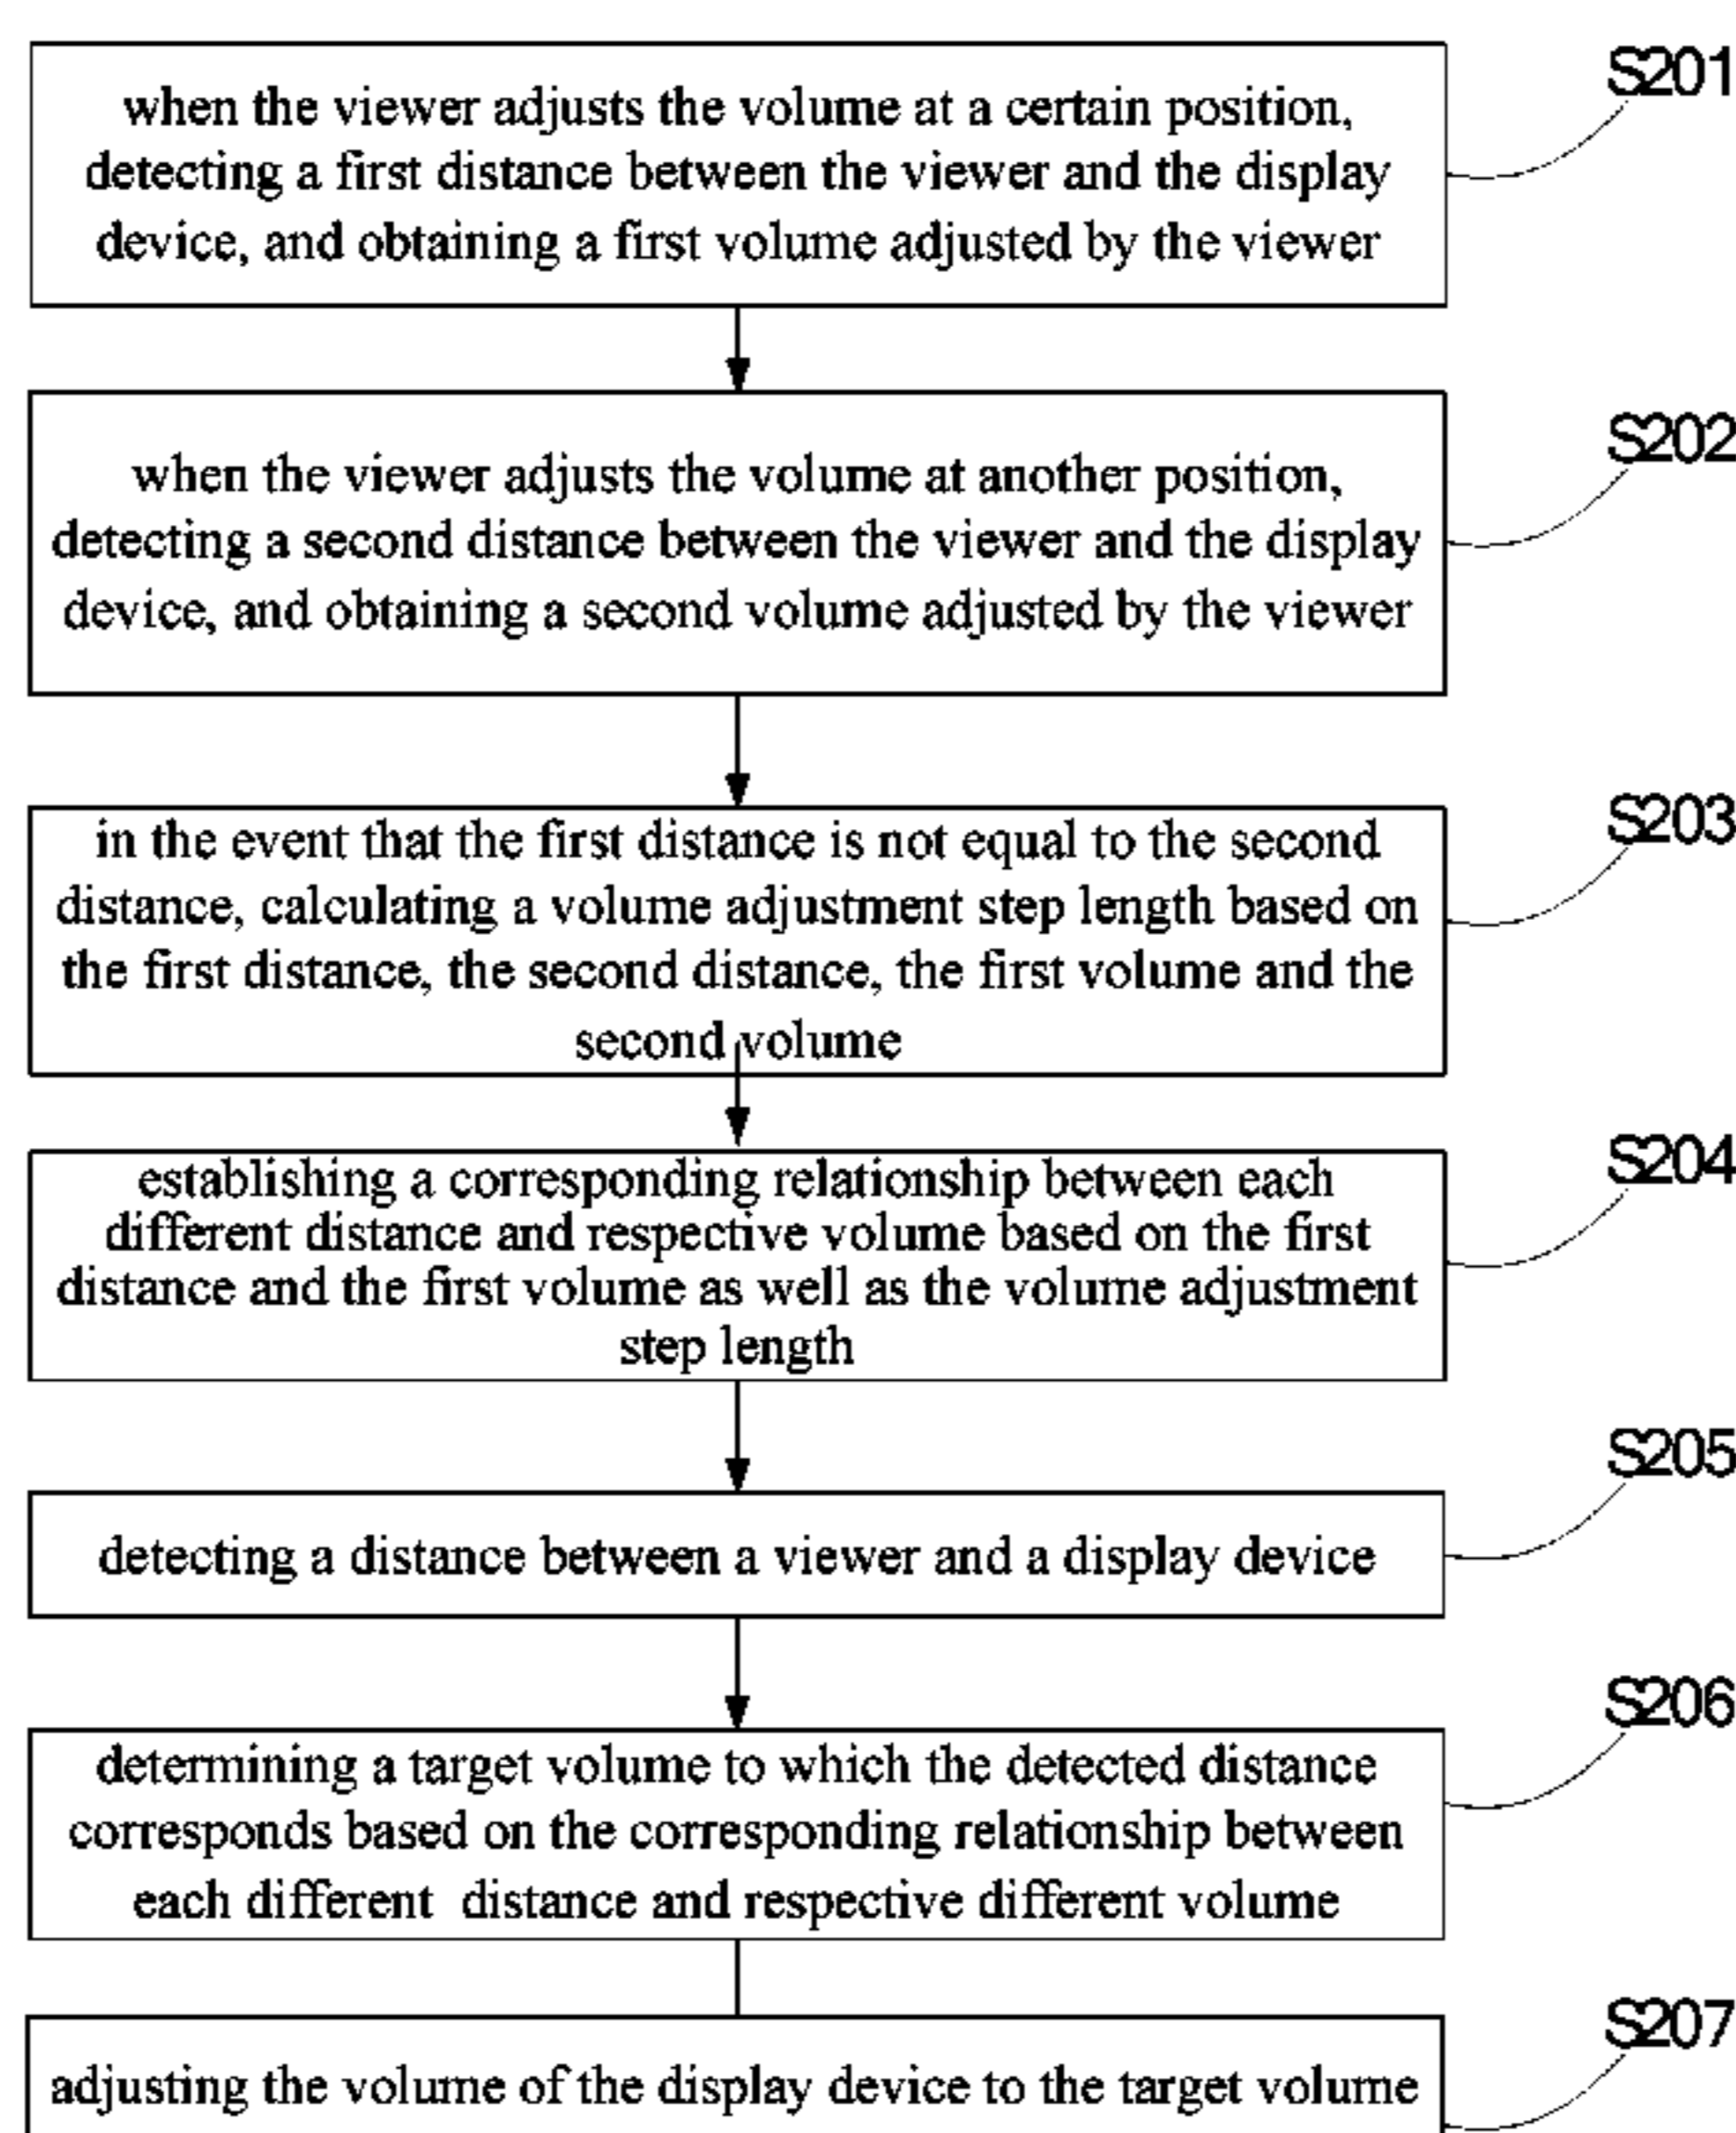 S201
when the viewer adjusts the volume at a certain position,
detecting a first distance between the viewer and the display
device, and obtaining a first volume adjusted by the viewer
S202
when the viewer adjusts the volume at another position,
detecting a second distance between the viewer and the display
device, and obtaining a second volume adjusted by the viewer
S203
in the event that the first distance is not equal to the second
distance, calculating a volume adjustment step length based on
the first distance, the second distance, the first volume and the
second volume
S204
establishing a corresponding relationship between each
different distance and respective volume based on the first
distance and the first volume as well as the volume adjustment
step length
S205
detecting a distance between a viewer and a display device
S206
determining a target volume to which the detected distance
corresponds based on the corresponding relationship between
each different distance and respective different volume
S207
adjusting the volume of the display device to the target volume